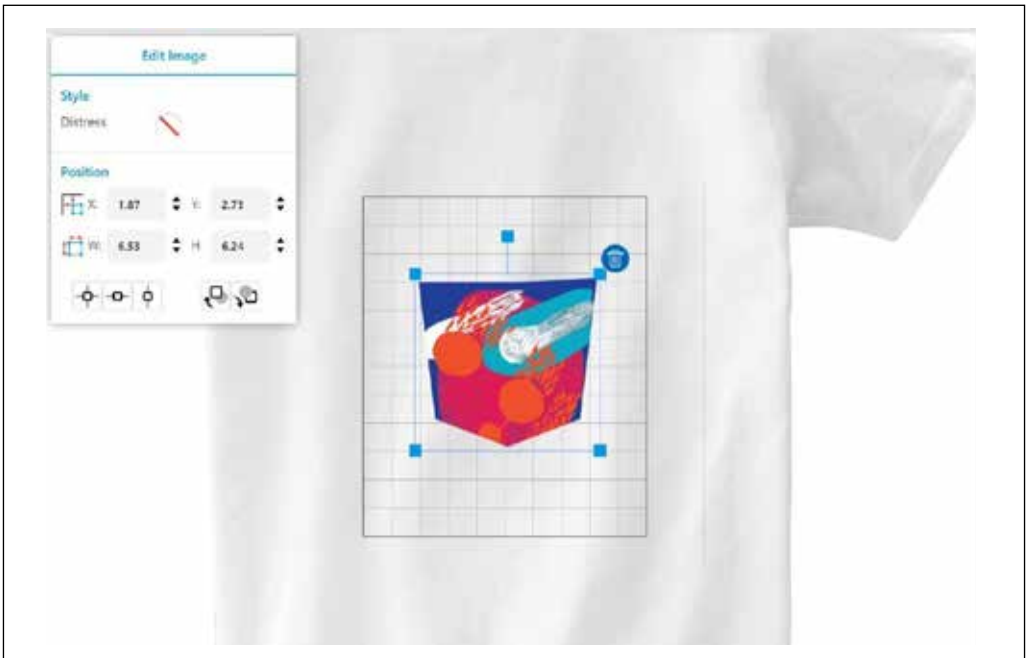 Edit Image
Style
Distress
Position
X: 1.87 Y: 2.73
W: 6.53 H: 6.24